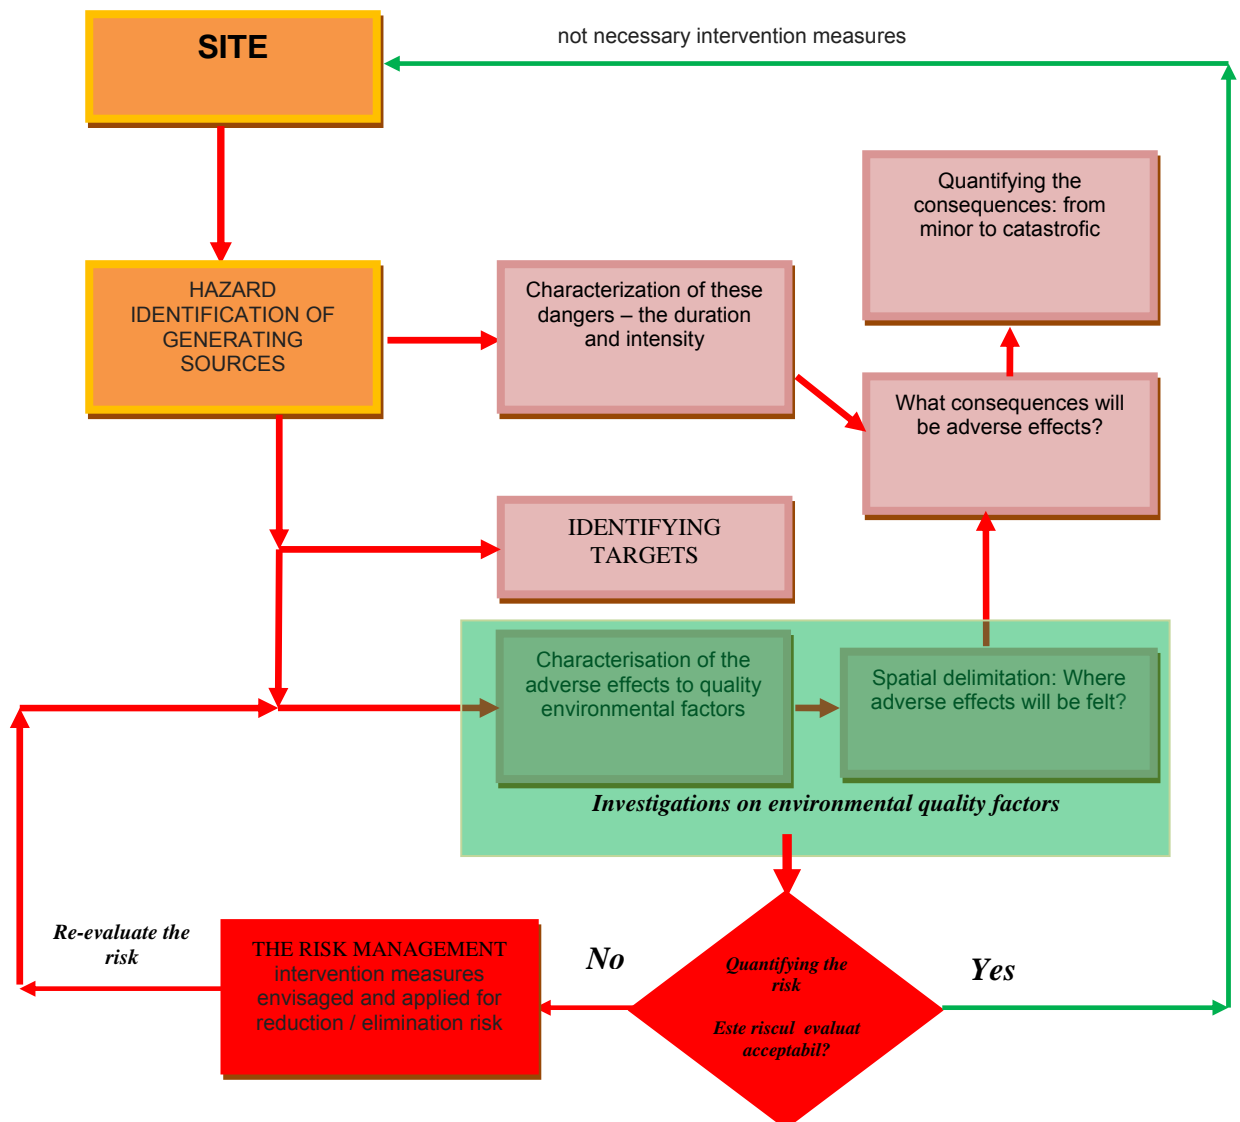 SITE
not necessary intervention measures
Quantifying the
consequences: from
minor to catastrofic
HAZARD
IDENTIFICATION OF
GENERATING
SOURCES
Characterization of these
dangers – the duration
and intensity
What consequences will
be adverse effects?
IDENTIFYING
TARGETS
Characterisation of the
adverse effects to quality
environmental factors
Spatial delimitation: Where
adverse effects will be felt?
Investigations on environmental quality factors
Re-evaluate the
risk
THE RISK MANAGEMENT
intervention measures
envisaged and applied for
reduction / elimination risk
No
Quantifying the
risk
Este riscul evaluat
acceptabil?
Yes